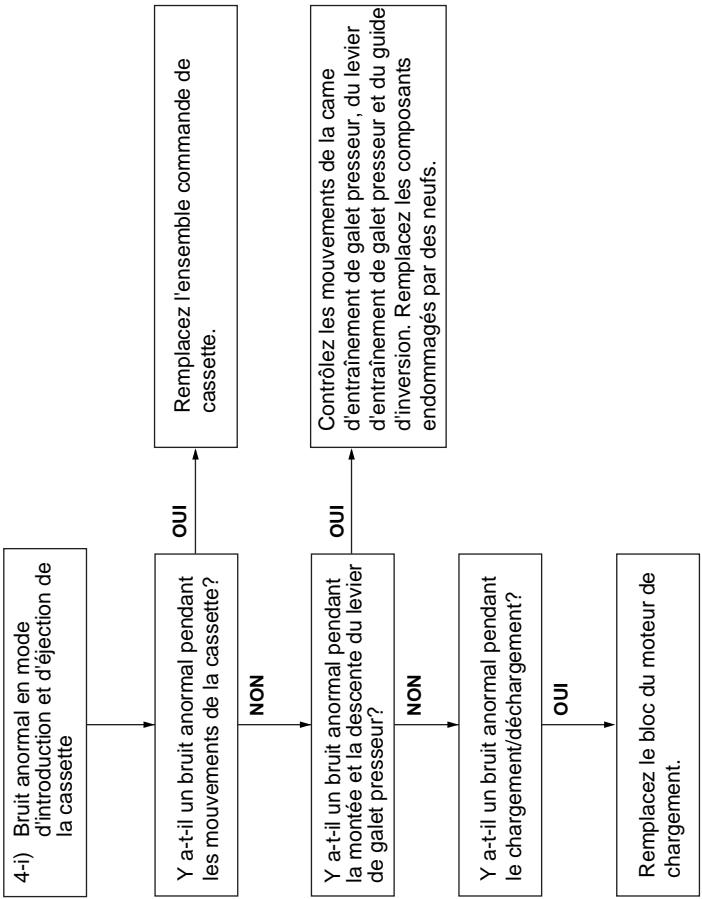 4-i) Bruit anormal en mode
d'introduction et d'éjection de
la cassette
Y a-t-il un bruit anormal pendant
les mouvements de la cassette?
OUI
Remplacez l'ensemble commande de
cassette.
NON
Y a-t-il un bruit anormal pendant
la montée et la descente du levier
de galet presseur?
OUI
Contrôlez les mouvements de la came
d'entraînement de galet presseur, du levier
d'entraînement de galet presseur et du guide
d'inversion. Remplacez les composants
endommagés par des neufs.
NON
Y a-t-il un bruit anormal pendant
le chargement/déchargement?
OUI
Remplacez le bloc du moteur de
chargement.